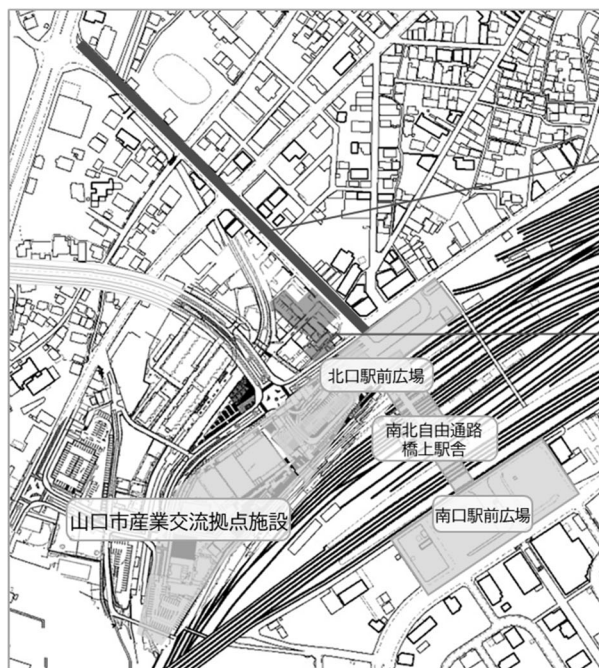 北口駅前広場
南北自由通路
橋上駅舎
山口市産業交流拠点施設
南口駅前広場